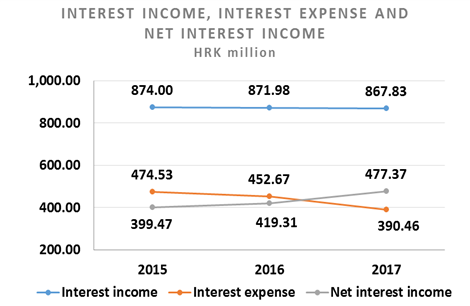 INTEREST INCOME, INTEREST EXPENSE AND
NET INTEREST INCOME
HRK million
1,000.00
874.00 871.98 867.83
800.00
600.00
474.53 452.67 477.37
400.00
399.47 419.31 390.46
200.00
2015 2016 2017
Interest income Interest expense Net interest income